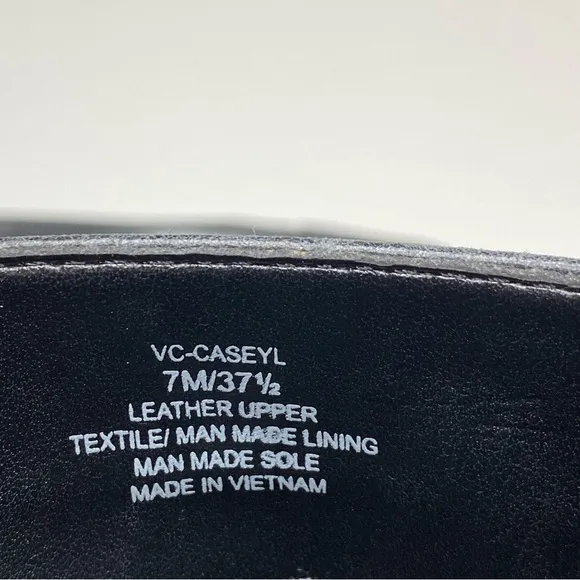 VC-CASEYL
7M/37½
LEATHER UPPER
TEXTILE/ MAN MADE LINING
MAN MADE SOLE
MADE IN VIETNAM